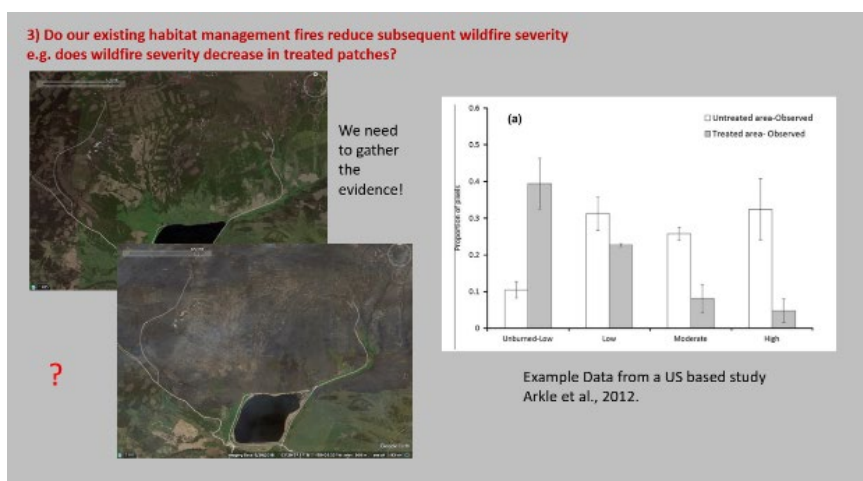 3) Do our existing habitat management fires reduce subsequent wildfire severity
e.g. does wildfire severity decrease in treated patches?
We need
to gather
the
evidence!
(a)
Untreated area-Observed
Treated area- Observed
Proportion of pixels
0.6
0.5
0.4
0.3
0.2
0.1
0
Unburned-Low
Low
Moderate
High
?
Example Data from a US based study
Arkle et al., 2012.
Google Earth